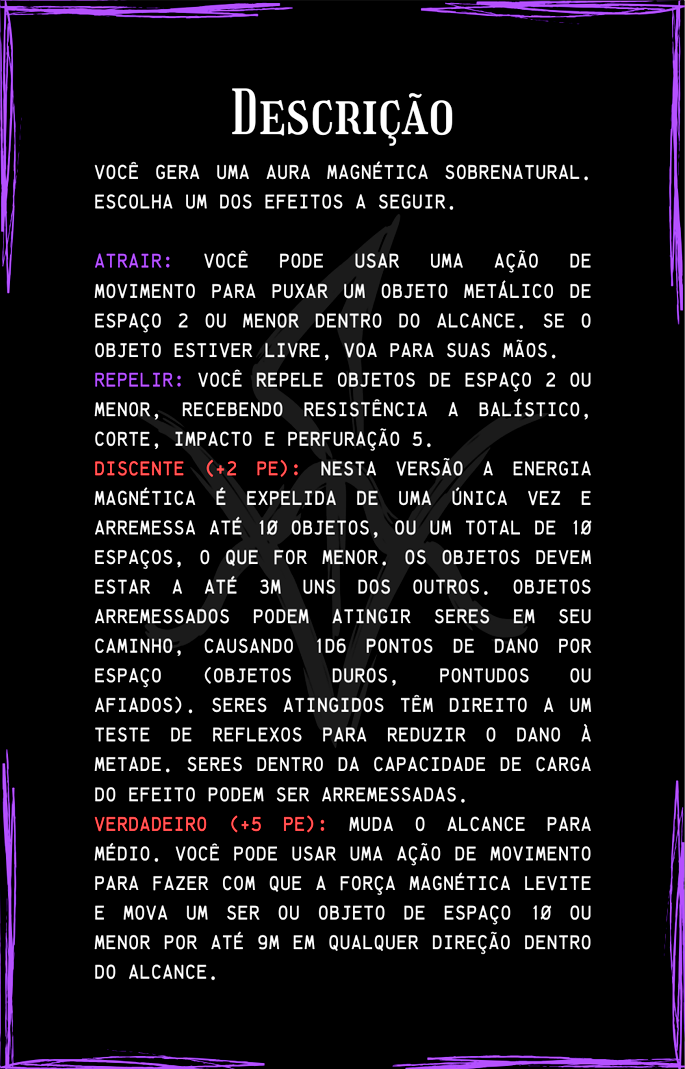 Descrição
VOCÊ GERA UMA AURA MAGNÉTICA SOBRENATURAL.
ESCOLHA UM DOS EFEITOS A SEGUIR.
ATRAIR: VOCÊ PODE USAR UMA AÇÃO DE
MOVIMENTO PARA PUXAR UM OBJETO METÁLICO DE
ESPAÇO 2 OU MENOR DENTRO DO ALCANCE. SE O
OBJETO ESTIVER LIVRE, VOA PARA SUAS MÃOS.
REPELIR: VOCÊ REPELE OBJETOS DE ESPAÇO 2 OU
MENOR, RECEBENDO RESISTÊNCIA A BALÍSTICO,
CORTE, IMPACTO E PERFURAÇÃO 5.
DISCENTE (+2 PE): NESTA VERSÃO A ENERGIA
MAGNÉTICA É EXPELIDA DE UMA ÚNICA VEZ E
ARREMESSA ATÉ 10 OBJETOS, OU UM TOTAL DE 10
ESPAÇOS, O QUE FOR MENOR. OS OBJETOS DEVEM
ESTAR A ATÉ 3M UNS DOS OUTROS. OBJETOS
ARREMESSADOS PODEM ATINGIR SERES EM SEU
CAMINHO, CAUSANDO 1D6 PONTOS DE DANO POR
ESPAÇO (OBJETOS DUROS, PONTUDOS OU
AFIADOS). SERES ATINGIDOS TÊM DIREITO A UM
TESTE DE REFLEXOS PARA REDUZIR O DANO À
METADE. SERES DENTRO DA CAPACIDADE DE CARGA
DO EFEITO PODEM SER ARREMESSADAS.
VERDADEIRO (+5 PE): MUDA O ALCANCE PARA
MÉDIO. VOCÊ PODE USAR UMA AÇÃO DE MOVIMENTO
PARA FAZER COM QUE A FORÇA MAGNÉTICA LEVITE
E MOVA UM SER OU OBJETO DE ESPAÇO 10 OU
MENOR POR ATÉ 9M EM QUALQUER DIREÇÃO DENTRO
DO ALCANCE.